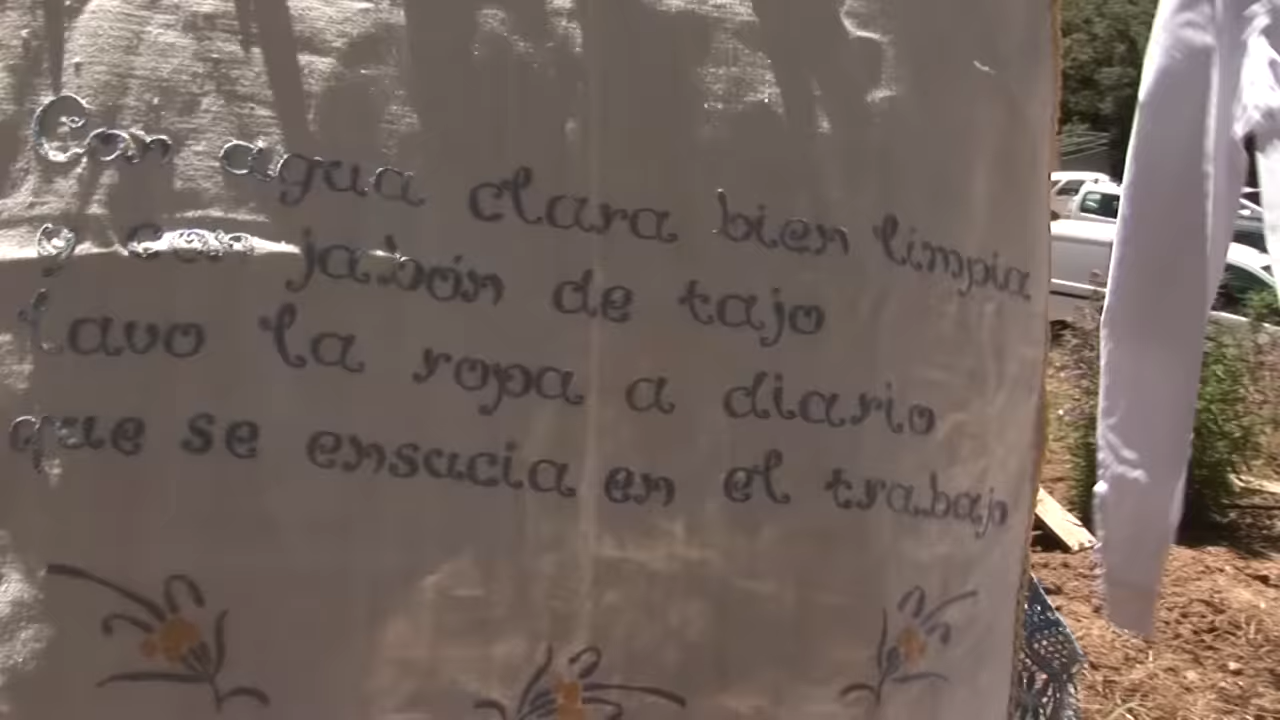 Con agua clara bien limpia
y con jabón de tajo
lavo la ropa a diario
que se ensucia en el trabajo